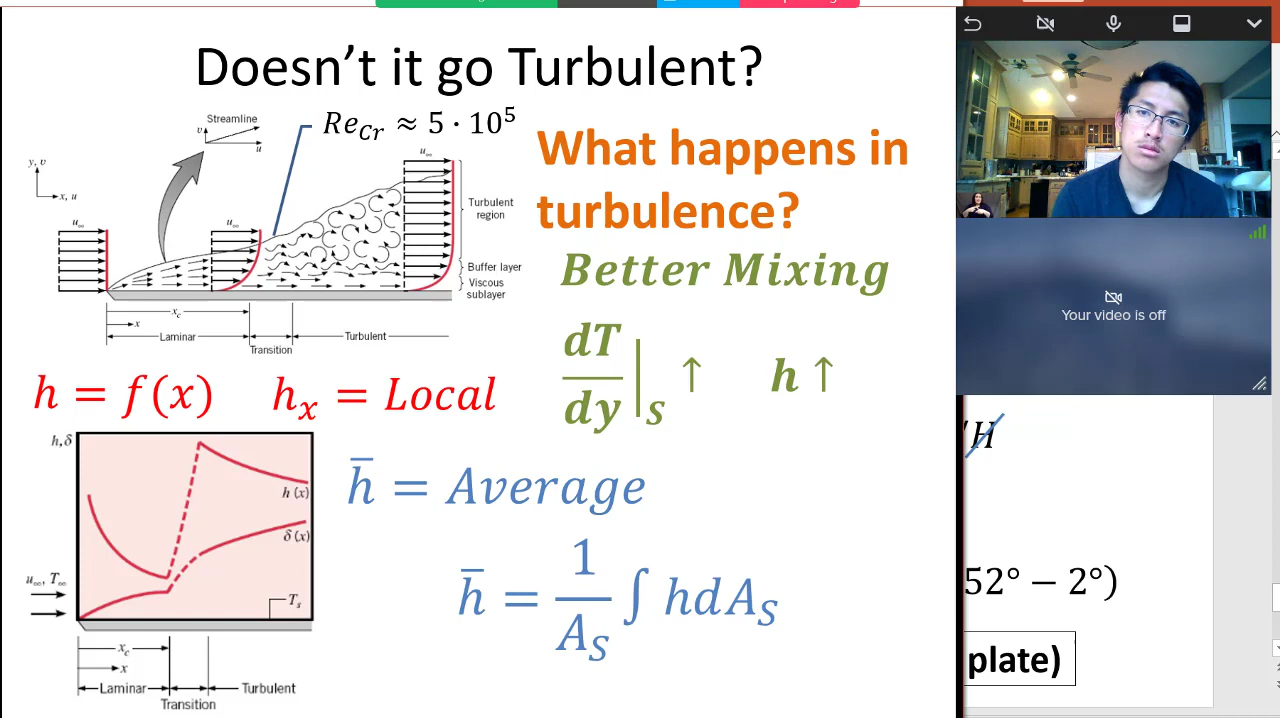 Doesn't it go Turbulent?
Streamline
v
u
Re_Cr ≈ 5 · 10^5
y, v
x, u
u∞
u∞
u∞
Turbulent
region
Buffer layer
Viscous
sublayer
x_c
x
Laminar
Transition
Turbulent
What happens in
turbulence?
Better Mixing
dT/dy|_S ↑ h ↑
h = f(x) h_x = Local
h, δ
h (x)
δ (x)
u∞, T∞
T_s
x_c
x
Laminar
Transition
Turbulent
h̄ = Average
h̄ = 1/A_S ∫ hdA_S
Your video is off
H
52° − 2°)
plate)